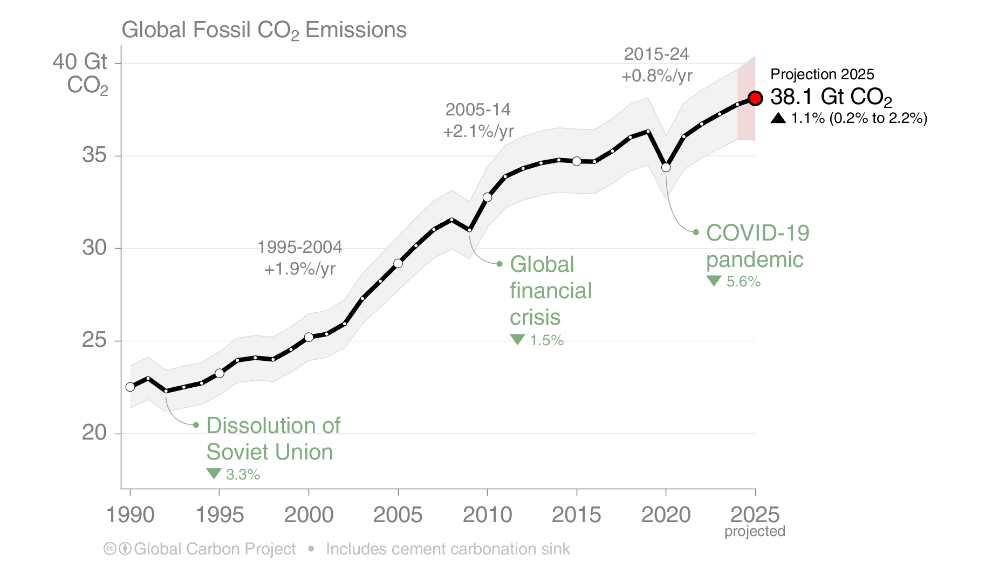 Global Fossil CO₂ Emissions
40 Gt
CO₂
35
30
25
20
1995-2004
+1.9%/yr
2005-14
+2.1%/yr
2015-24
+0.8%/yr
Projection 2025
38.1 Gt CO₂
▲ 1.1% (0.2% to 2.2%)
COVID-19
pandemic
▼ 5.6%
Global
financial
crisis
▼ 1.5%
Dissolution of
Soviet Union
▼ 3.3%
1990 1995 2000 2005 2010 2015 2020 2025
projected
cc Global Carbon Project • Includes cement carbonation sink